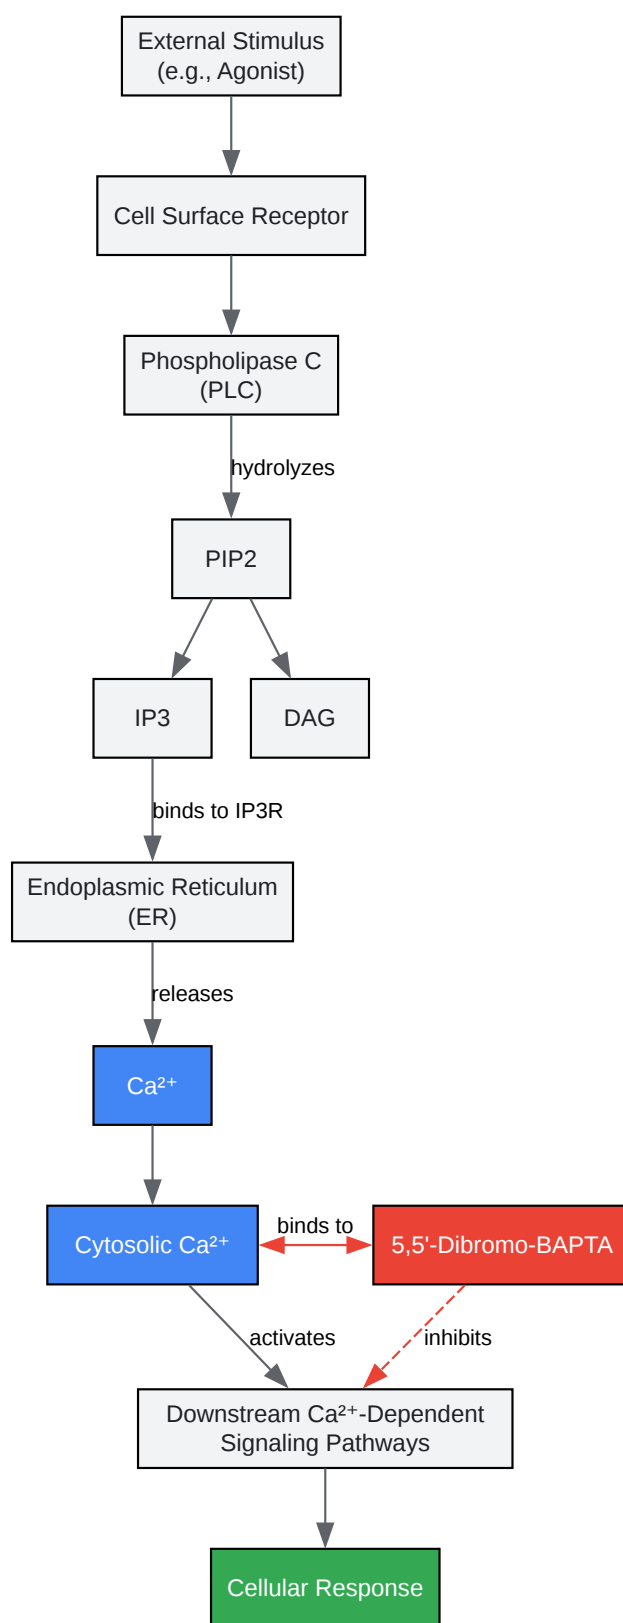 External Stimulus
(e.g., Agonist)
Cell Surface Receptor
Phospholipase C
(PLC)
hydrolyzes
PIP2
IP3
DAG
binds to IP3R
Endoplasmic Reticulum
(ER)
releases
Ca²⁺
Cytosolic Ca²⁺
binds to
5,5'-Dibromo-BAPTA
activates
inhibits
Downstream Ca²⁺-Dependent
Signaling Pathways
Cellular Response